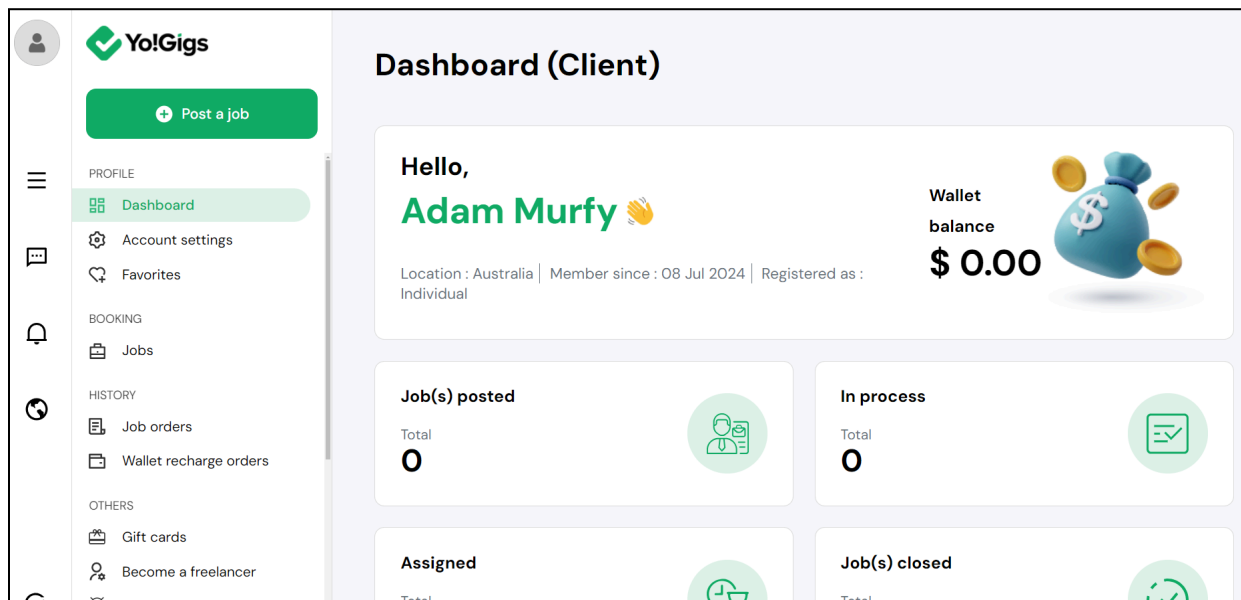 Yo!Gigs
Post a job
PROFILE
Dashboard
Account settings
Favorites
BOOKING
Jobs
HISTORY
Job orders
Wallet recharge orders
OTHERS
Gift cards
Become a freelancer
Dashboard (Client)
Hello,
Adam Murfy
Location : Australia | Member since : 08 Jul 2024 | Registered as :
Individual
Wallet
balance
$ 0.00
$
Job(s) posted
Total
0
In process
Total
0
Assigned
Total
Job(s) closed
Total